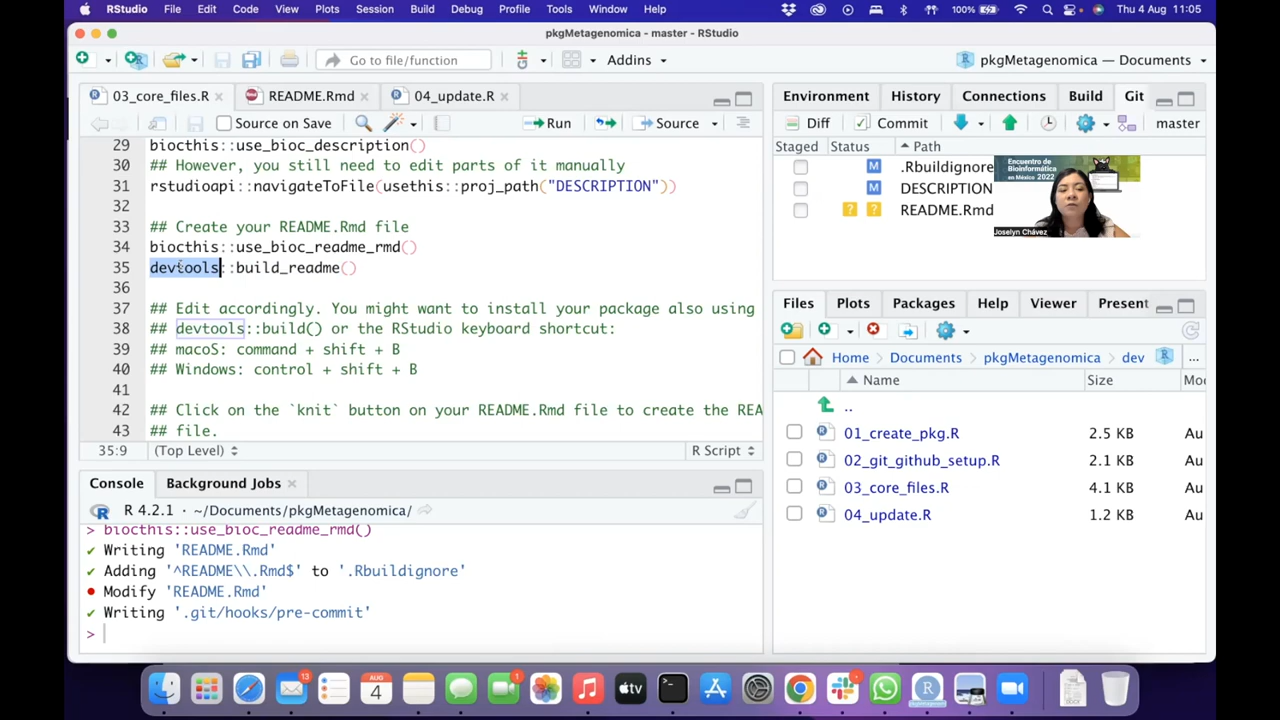 RStudio File Edit Code View Plots Session Build Debug Profile Tools Window Help 100% Thu 4 Aug 11:05
pkgMetagenomica - master - RStudio
Go to file/function Addins pkgMetagenomica — Documents
03_core_files.R README.Rmd 04_update.R
Source on Save Run Source
29 biocthis::use_bioc_description()
30 ## However, you still need to edit parts of it manually
31 rstudioapi::navigateToFile(usethis::proj_path("DESCRIPTION"))
32
33 ## Create your README.Rmd file
34 biocthis::use_bioc_readme_rmd()
35 devtools::build_readme()
36
37 ## Edit accordingly. You might want to install your package also using
38 ## devtools::build() or the RStudio keyboard shortcut:
39 ## macoS: command + shift + B
40 ## Windows: control + shift + B
41
42 ## Click on the `knit` button on your README.Rmd file to create the REA
43 ## file.
35:9 (Top Level) R Script
Console Background Jobs
R 4.2.1 · ~/Documents/pkgMetagenomica/
> biocthis::use_bioc_readme_rmd()
✔ Writing 'README.Rmd'
✔ Adding '^README\\.Rmd$' to '.Rbuildignore'
● Modify 'README.Rmd'
✔ Writing '.git/hooks/pre-commit'
>
Environment History Connections Build Git
Diff Commit master
Staged Status Path
M .Rbuildignore
M DESCRIPTION
? ? README.Rmd
Encuentro de
Bioinformática
en México 2022
Joselyn Chávez
Files Plots Packages Help Viewer Present
Home Documents pkgMetagenomica dev ...
Name Size Mo
..
01_create_pkg.R 2.5 KB Au
02_git_github_setup.R 2.1 KB Au
03_core_files.R 4.1 KB Au
04_update.R 1.2 KB Au
13 AUG 4 1 tv R